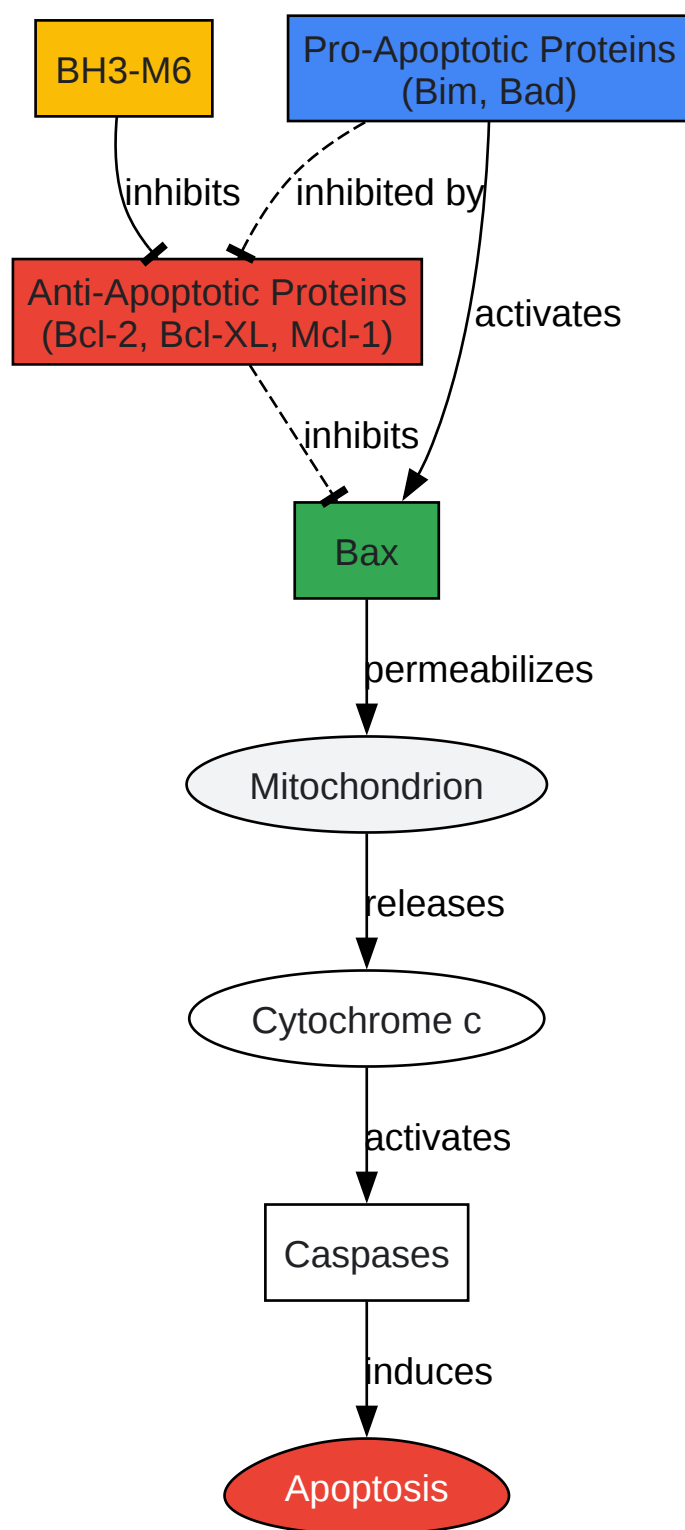 BH3-M6
Pro-Apoptotic Proteins
(Bim, Bad)
inhibits
inhibited by
Anti-Apoptotic Proteins
(Bcl-2, Bcl-XL, Mcl-1)
activates
inhibits
Bax
permeabilizes
Mitochondrion
releases
Cytochrome c
activates
Caspases
induces
Apoptosis